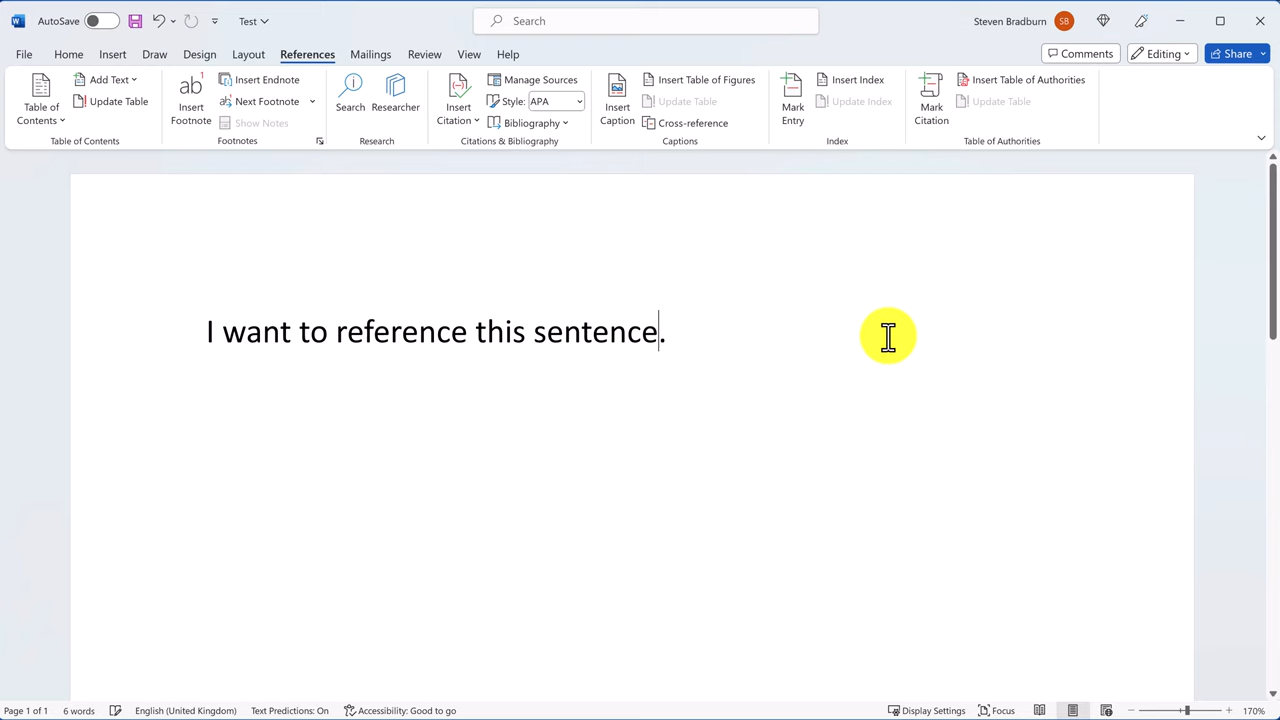 AutoSave
Test
Search
Steven Bradburn
SB
File Home Insert Draw Design Layout References Mailings Review View Help
Comments
Editing
Share
Table of Contents
Add Text
Update Table
Table of Contents
ab1
Insert Footnote
Insert Endnote
Next Footnote
Show Notes
Footnotes
Search
Researcher
Research
Insert Citation
Manage Sources
Style: APA
Bibliography
Citations & Bibliography
Insert Caption
Insert Table of Figures
Update Table
Cross-reference
Captions
Mark Entry
Insert Index
Update Index
Index
Mark Citation
Insert Table of Authorities
Update Table
Table of Authorities
I want to reference this sentence.
Page 1 of 1 6 words English (United Kingdom) Text Predictions: On Accessibility: Good to go Display Settings Focus 170%